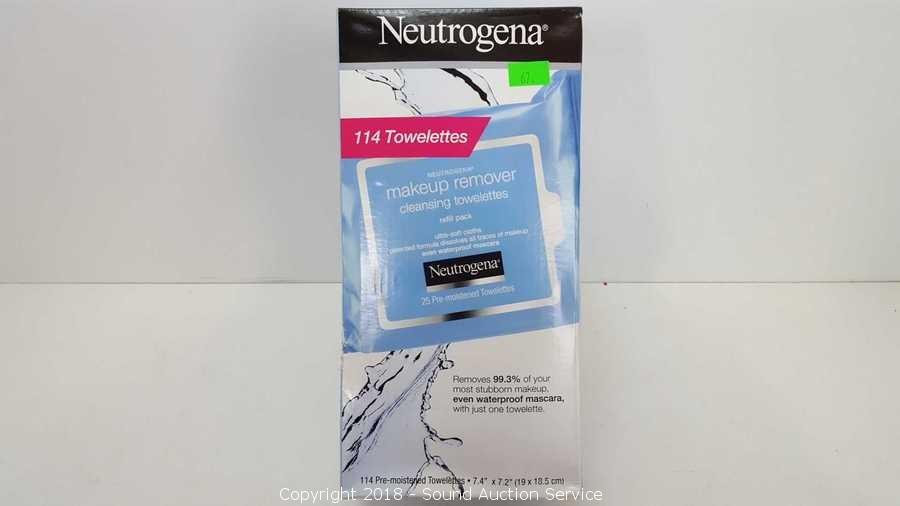 Neutrogena®
67.
114 Towelettes
NEUTROGENA®
makeup remover
cleansing towelettes
refill pack
ultra-soft cloths
patented formula dissolves all traces of makeup
even waterproof mascara
Neutrogena®
25 Pre-moistened Towelettes
Removes 99.3% of your
most stubborn makeup,
even waterproof mascara,
with just one towelette.
114 Pre-moistened Towelettes • 7.4" x 7.2" (19 x 18.5 cm)
Copyright 2018 - Sound Auction Service